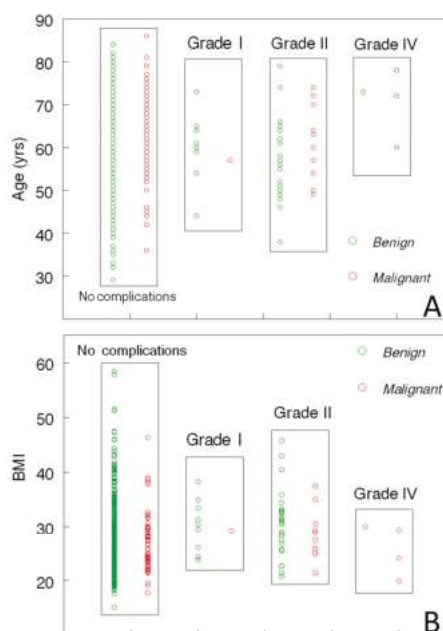 90
80
70
60
50
40
30
Age (yrs)
Grade I
Grade II
Grade IV
No complications
Benign
Malignant
A
60
50
40
30
20
BMI
No complications
Grade I
Grade II
Grade IV
Benign
Malignant
B